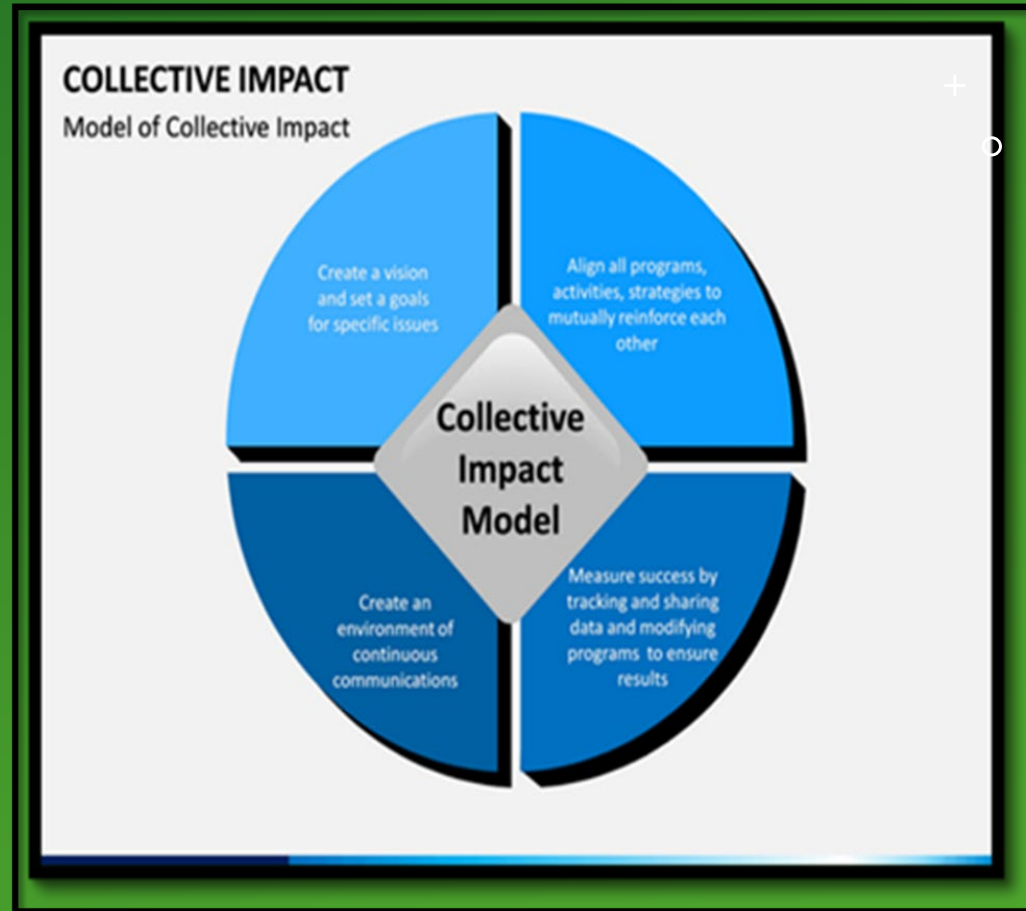 COLLECTIVE IMPACT
Model of Collective Impact
Create a vision
and set a goals
for specific issues
Align all programs,
activities, strategies to
mutually reinforce each
other
Collective
Impact
Model
Create an
environment of
continuous
communications
Measure success by
tracking and sharing
data and modifying
programs to ensure
results